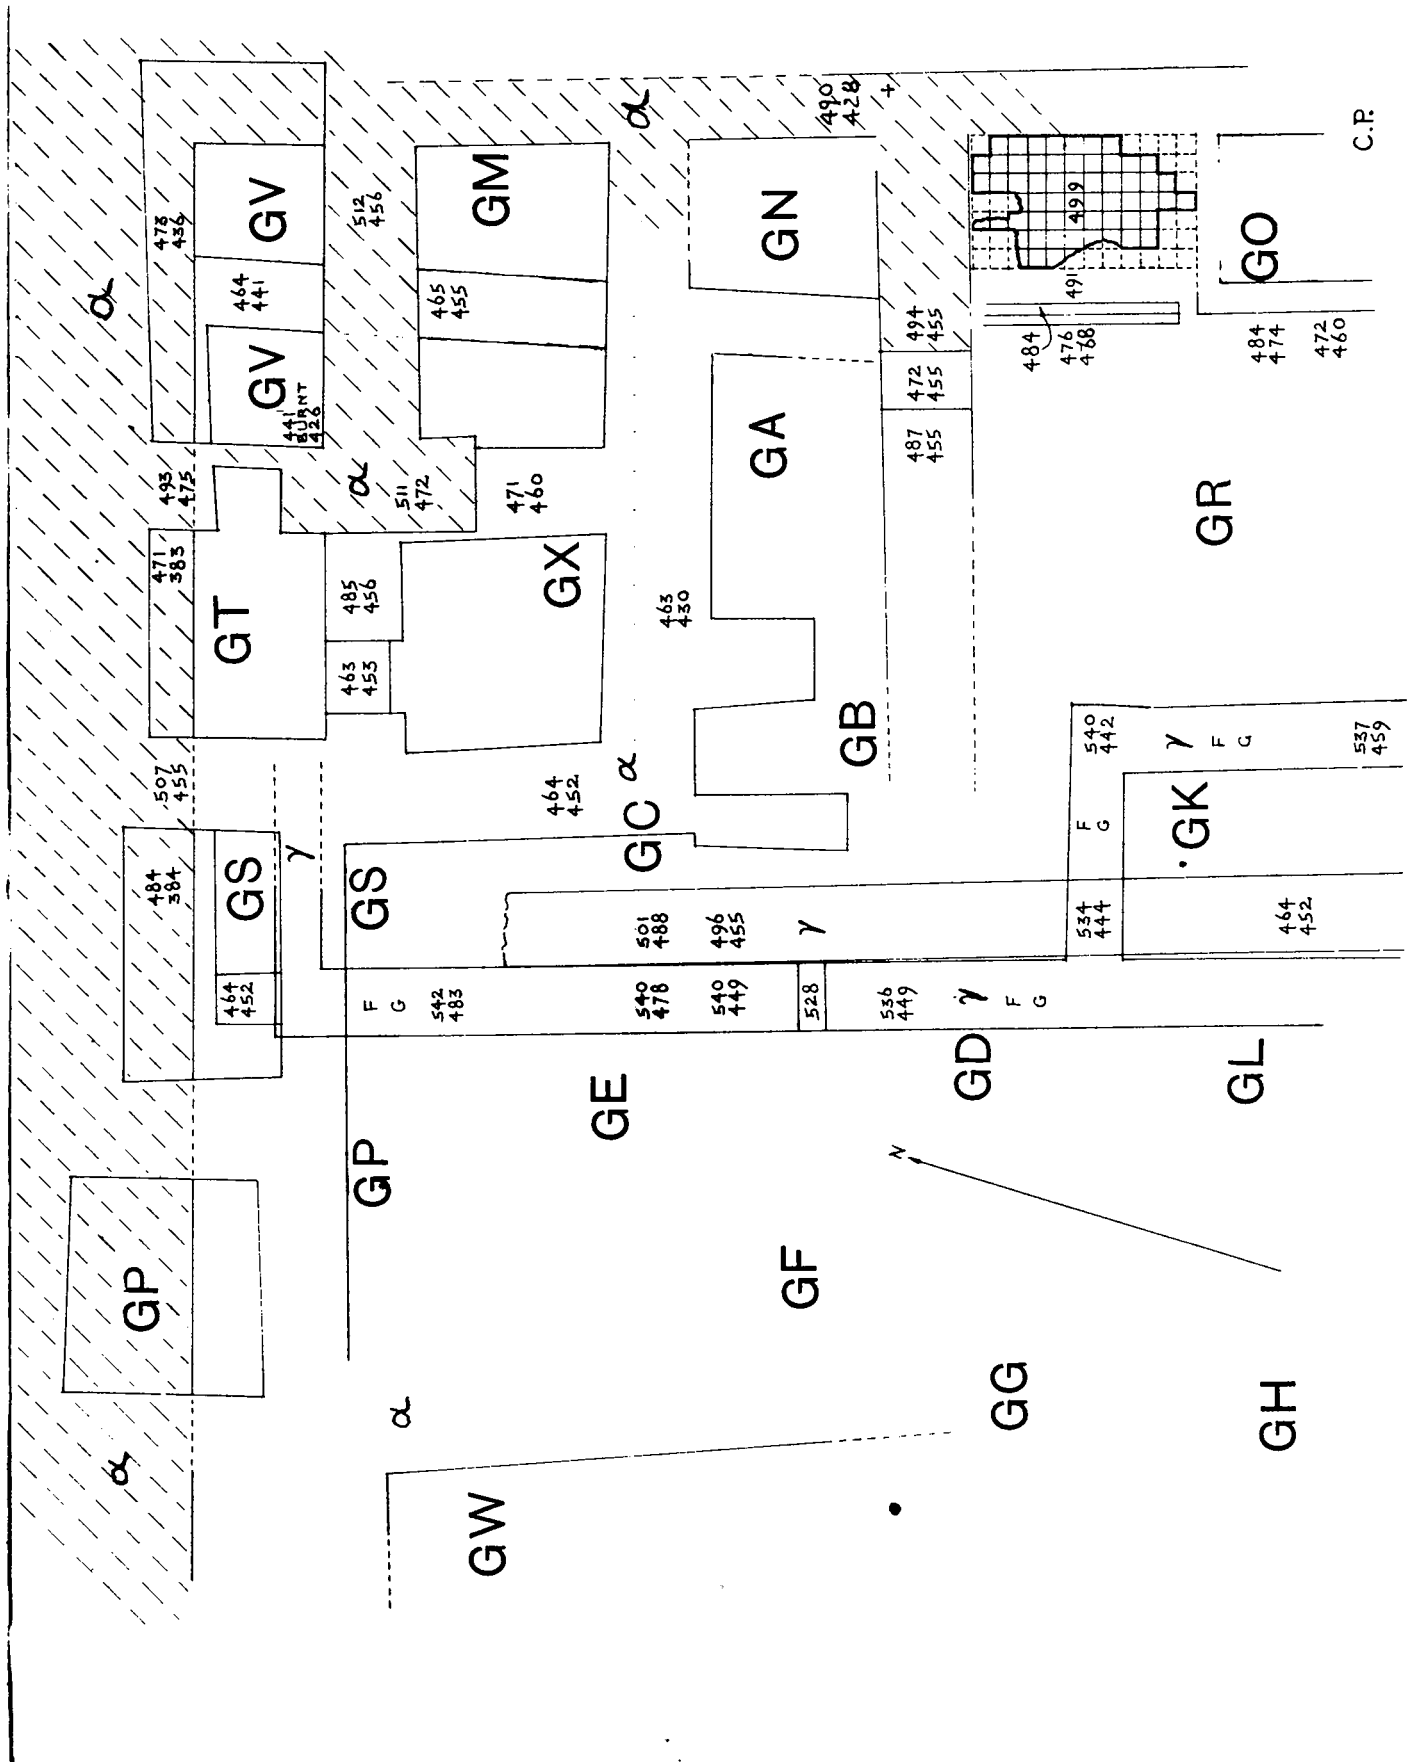 α
GP
α
GW
GP
484
384
GS
464
452
γ
GS
507
455
471
383
GT
493
475
473
436
α
GV
464
441
GV
441
BURNT
426
α
512
456
511
472
485
456
463
453
GX
471
460
GM
465
455
α
464
452
α
GC
463
430
GA
GB
GN
α
490
428
+
494
455
472
455
487
455
F
G
542
483
501
488
496
455
γ
540
478
540
449
528
536
449
γ
F
G
534
444
GE
GD
GL
GF
GG
GH
N
GR
484
476
468
491
499
484
474
472
460
GO
C.P.
540
442
γ
F
G
537
459
F
G
GK
464
452